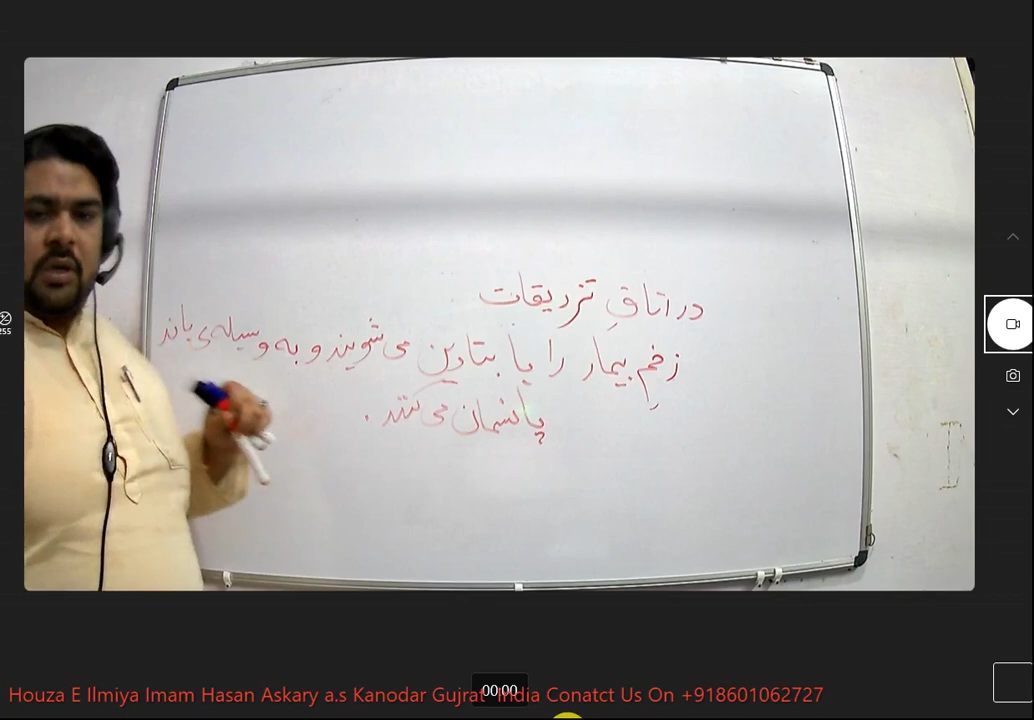 در اتاقِ تزریقات
زخمِ بیمار را با بتادین می‌شویند و به وسیله‌ی باند
پانسمان می‌کنند .
ess
00:00
Houza E Ilmiya Imam Hasan Askary a.s Kanodar Gujrat India Conatct Us On +918601062727